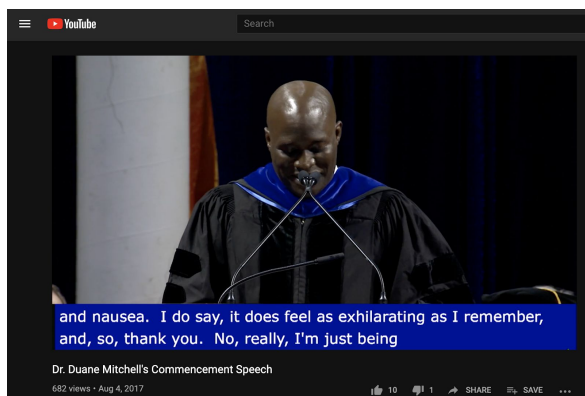 YouTube
Search
and nausea.  I do say, it does feel as exhilarating as I remember,
and, so, thank you.  No, really, I'm just being
Dr. Duane Mitchell's Commencement Speech
682 views • Aug 4, 2017
10
1
SHARE
SAVE